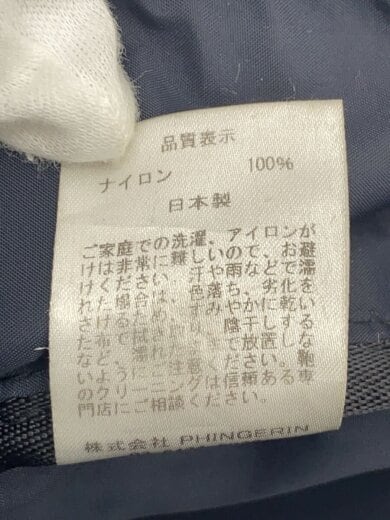 品質表示
ナイロン 100%
日本製
ご家庭での洗濯、アイロンが
けは非常に難しいので、お避
けください。汗や雨などで濡
れた場合は、色落ち、劣化を
さけるためにすみやかに乾い
た布で拭きとり、陰干しする
など、濡れたまま放置しな
いようにご注意ください。鞄
のクリーニングは信頼ある専
門店にご相談ください。
株式会社 PHINGERIN